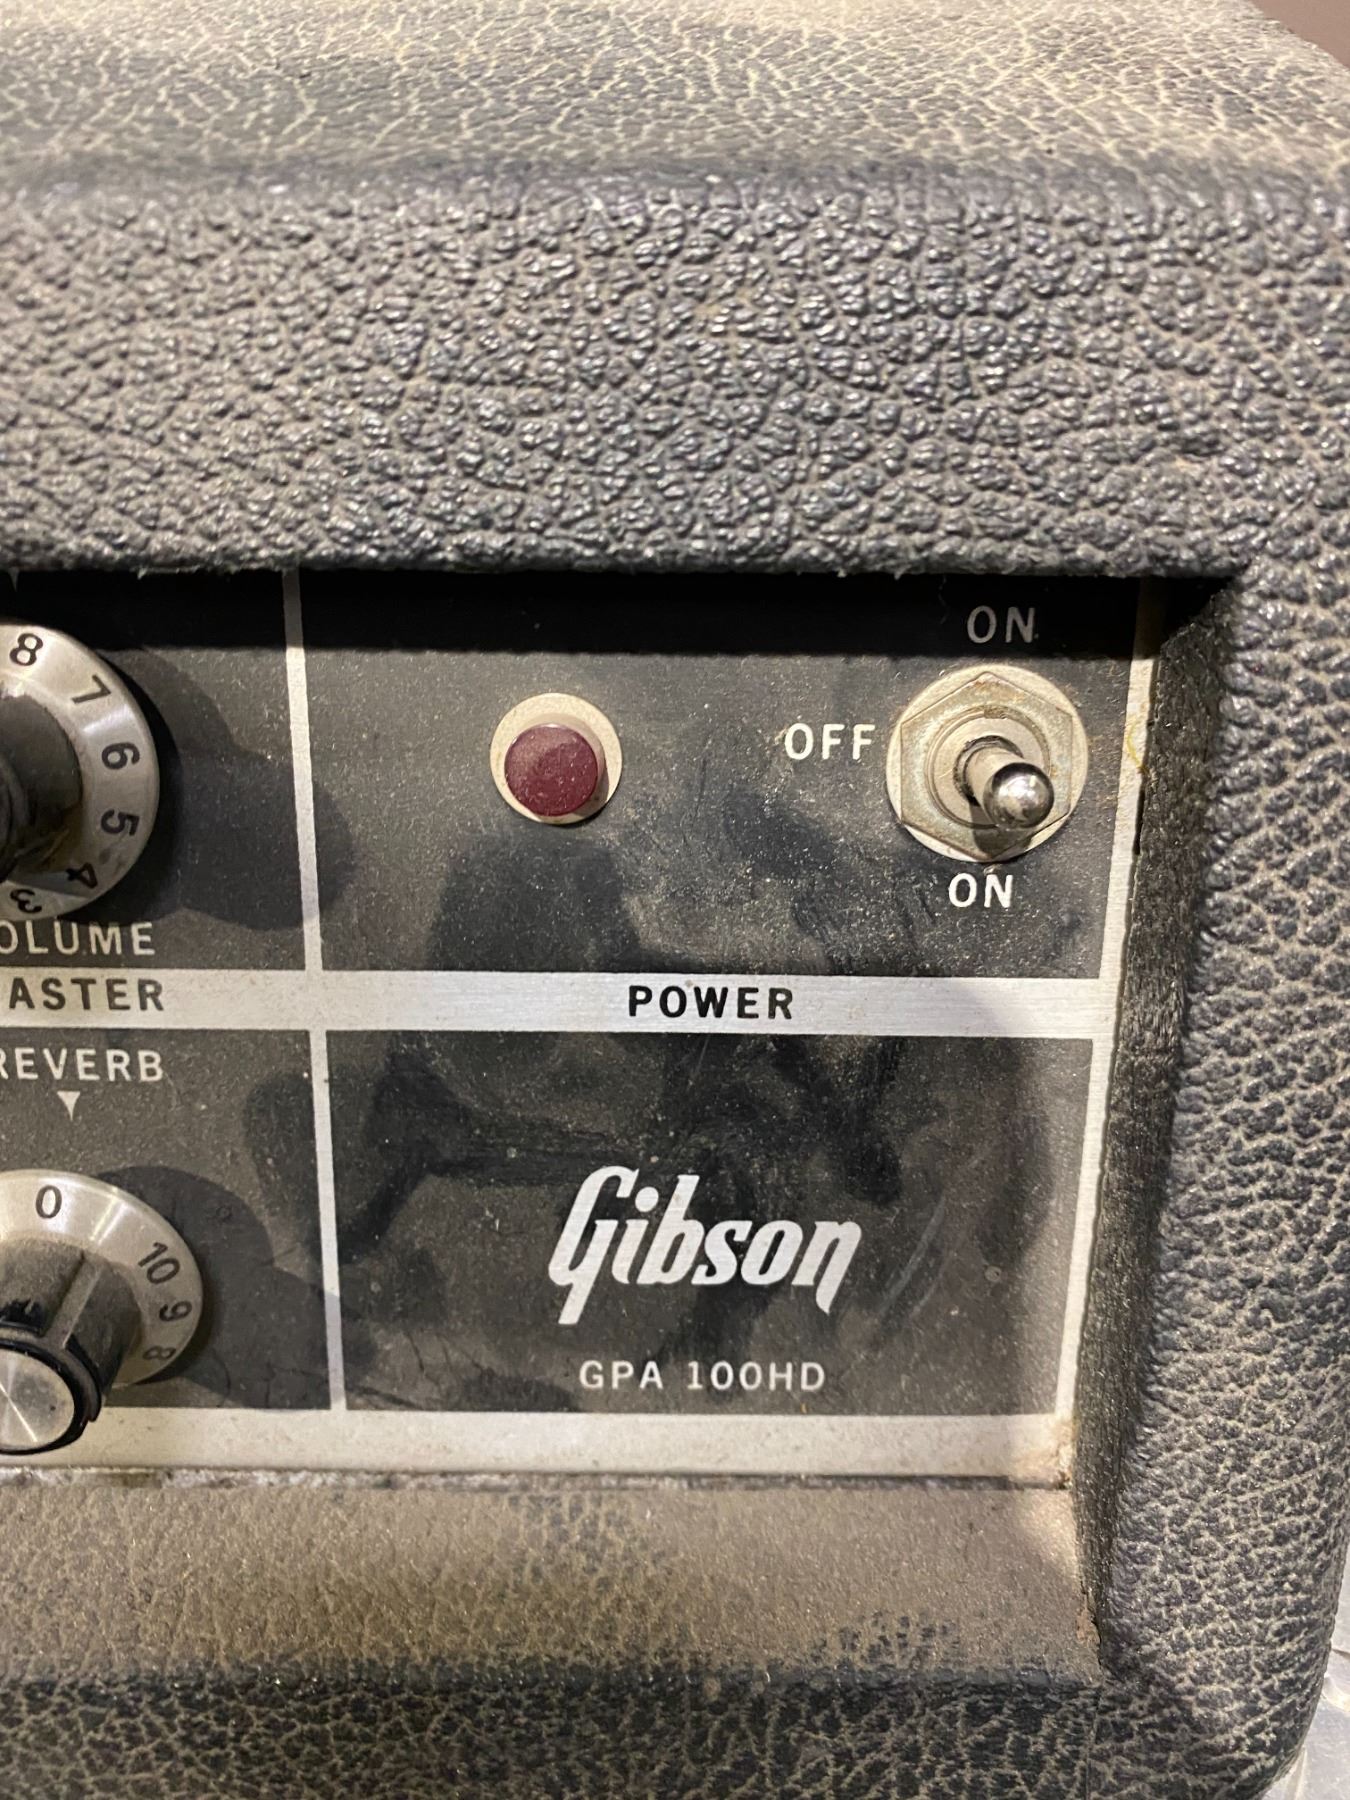 ON
OFF
ON
8
7
6
5
4
3
OLUME
ASTER
POWER
REVERB
0
10
9
8
Gibson
GPA 100HD